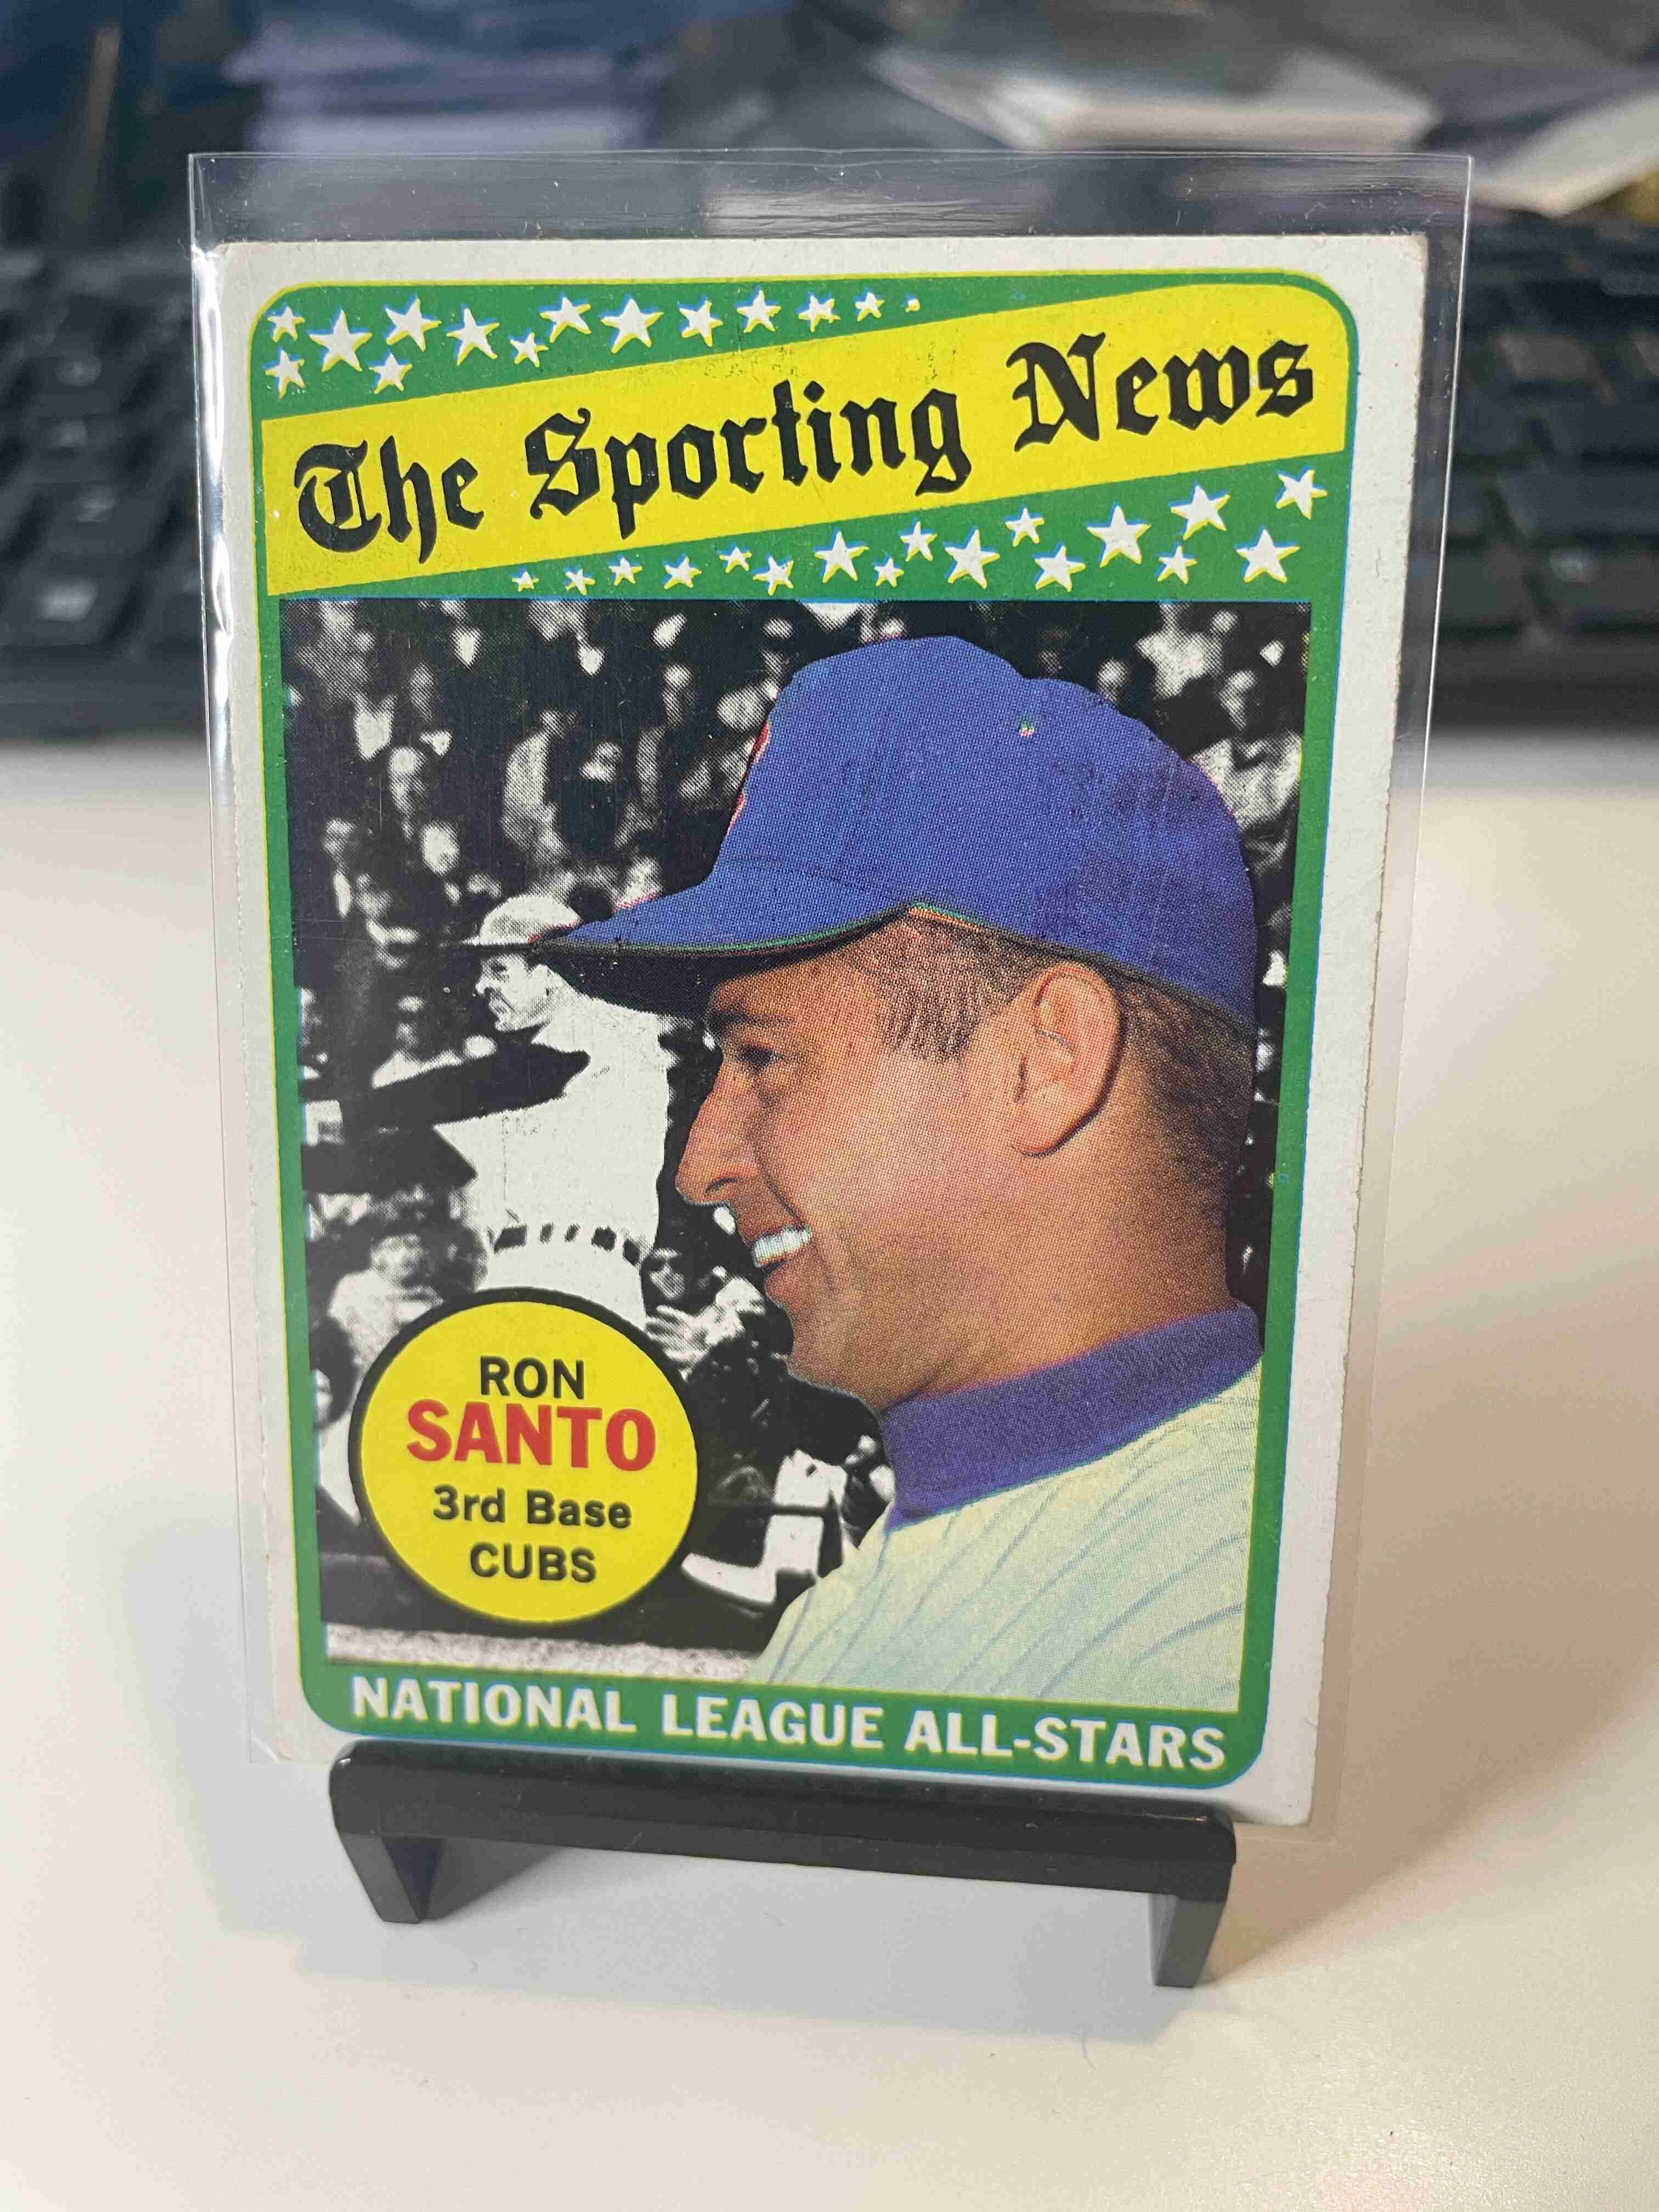 The Sporting News
RON
SANTO
3rd Base
CUBS
NATIONAL LEAGUE ALL-STARS